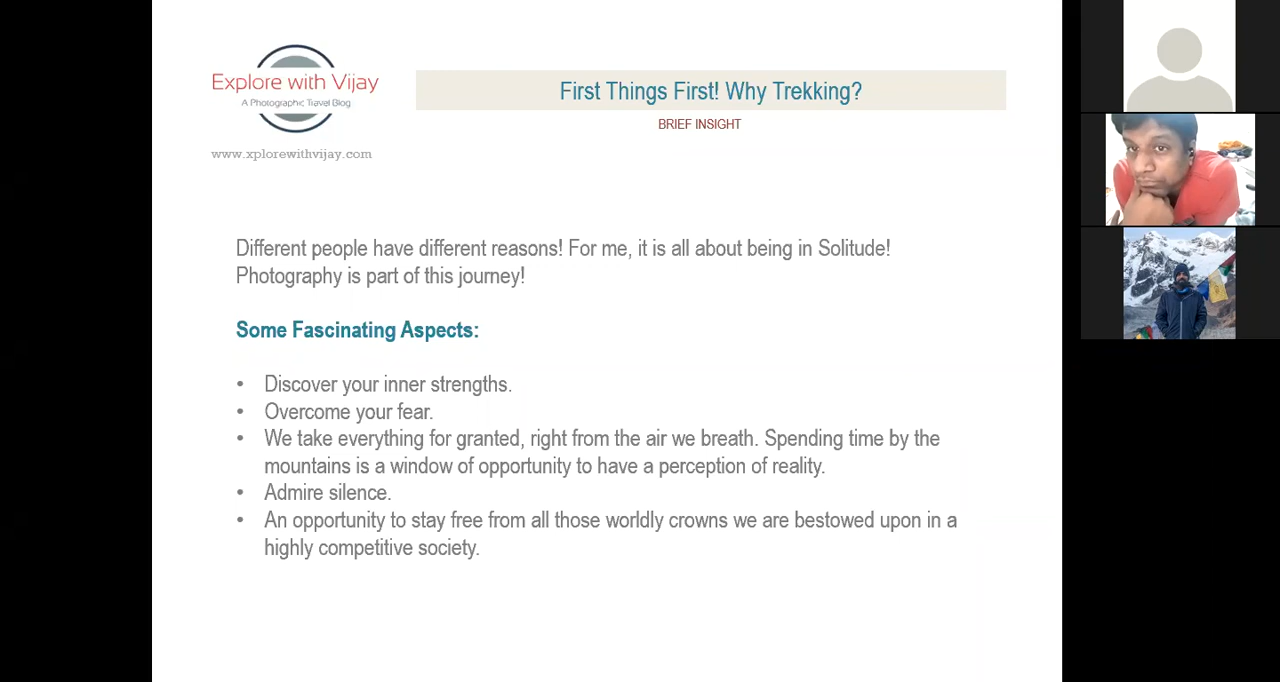 Explore with Vijay
A Photographic Travel Blog
www.xplorewithvijay.com
First Things First! Why Trekking?
BRIEF INSIGHT
Different people have different reasons! For me, it is all about being in Solitude!
Photography is part of this journey!
Some Fascinating Aspects:
• Discover your inner strengths.
• Overcome your fear.
• We take everything for granted, right from the air we breath. Spending time by the
mountains is a window of opportunity to have a perception of reality.
• Admire silence.
• An opportunity to stay free from all those worldly crowns we are bestowed upon in a
highly competitive society.